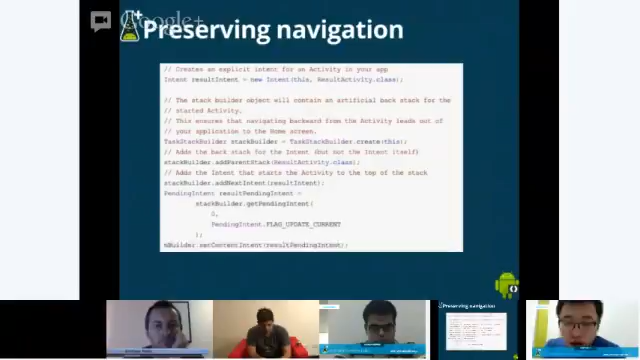 Google+
Preserving navigation
// Creates an explicit intent for an Activity in your app
Intent resultIntent = new Intent(this, ResultActivity.class);
// The stack builder object will contain an artificial back stack for the
// started Activity.
// This ensures that navigating backward from the Activity leads out of
// your application to the Home screen.
TaskStackBuilder stackBuilder = TaskStackBuilder.create(this);
// Adds the back stack for the Intent (but not the Intent itself)
stackBuilder.addParentStack(ResultActivity.class);
// Adds the Intent that starts the Activity to the top of the stack
stackBuilder.addNextIntent(resultIntent);
PendingIntent resultPendingIntent =
stackBuilder.getPendingIntent(
0,
PendingIntent.FLAG_UPDATE_CURRENT
);
mBuilder.setContentIntent(resultPendingIntent);
Preserving navigation